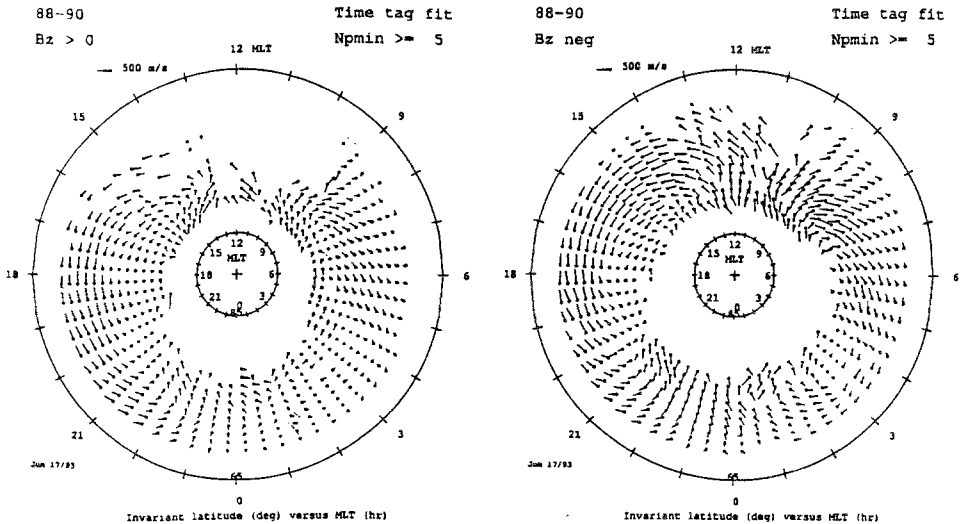 88-90
Time tag fit
Bz > 0
Npmin >= 5
12 MLT
500 m/s
15
9
12
15
9
MLT
18
18
6
6
21
3
0
85
21
3
Jun 17/93
65
0
Invariant latitude (deg) versus MLT (hr)
88-90
Time tag fit
Bz neg
Npmin >= 5
12 MLT
500 m/s
15
9
12
15
9
MLT
18
18
6
6
21
3
0
85
21
3
Jun 17/93
65
0
Invariant latitude (deg) versus MLT (hr)